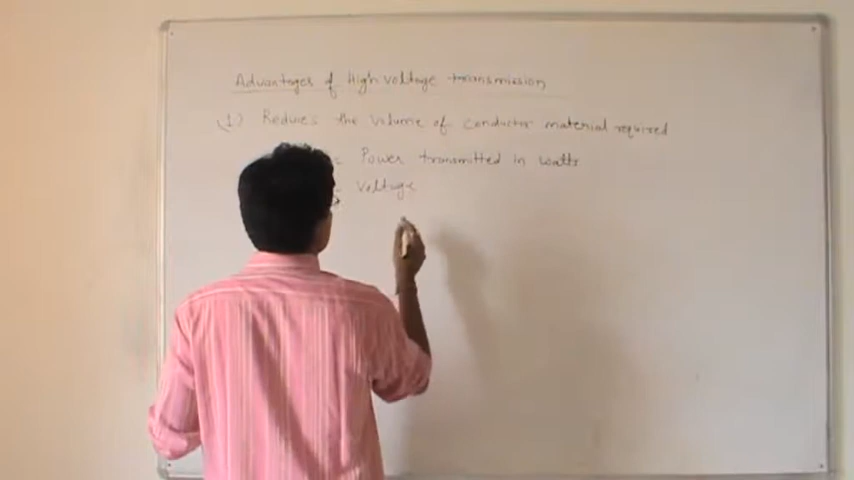 Advantages of High voltage transmission
1) Reduces the volume of conductor material required
= Power transmitted in watts
= voltage